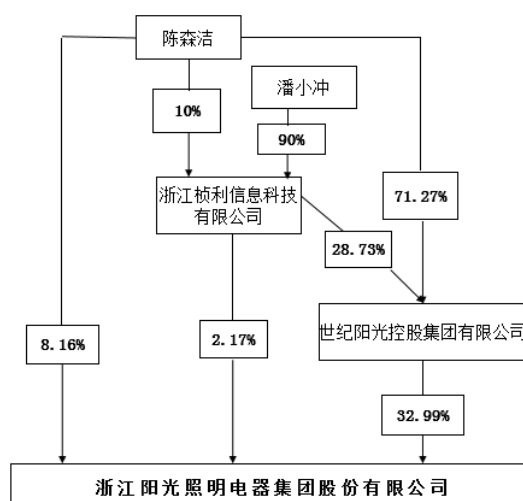 陈森洁
潘小冲
10%
90%
浙江桢利信息科技
有限公司
71.27%
28.73%
世纪阳光控股集团有限公司
8.16%
2.17%
32.99%
浙江阳光照明电器集团股份有限公司